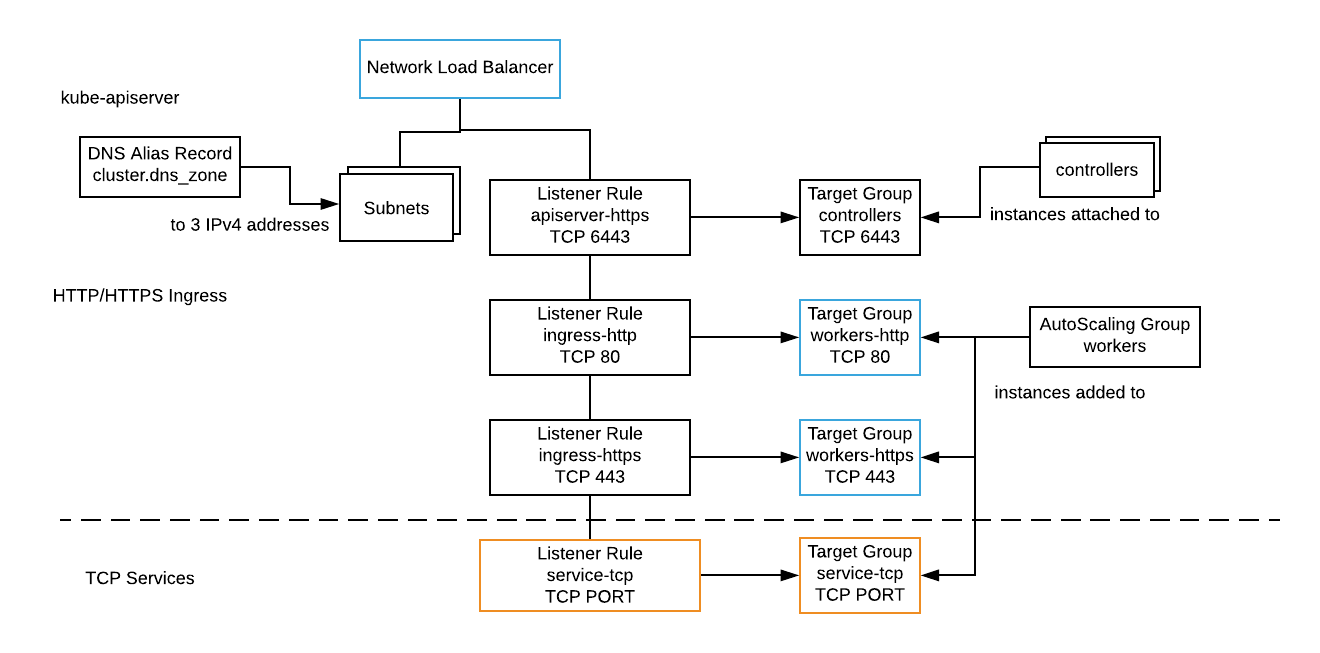 Network Load Balancer
kube-apiserver
DNS Alias Record
cluster.dns_zone
to 3 IPv4 addresses
Subnets
Listener Rule
apiserver-https
TCP 6443
Target Group
controllers
TCP 6443
controllers
instances attached to
HTTP/HTTPS Ingress
Listener Rule
ingress-http
TCP 80
Target Group
workers-http
TCP 80
AutoScaling Group
workers
instances added to
Listener Rule
ingress-https
TCP 443
Target Group
workers-https
TCP 443
TCP Services
Listener Rule
service-tcp
TCP PORT
Target Group
service-tcp
TCP PORT